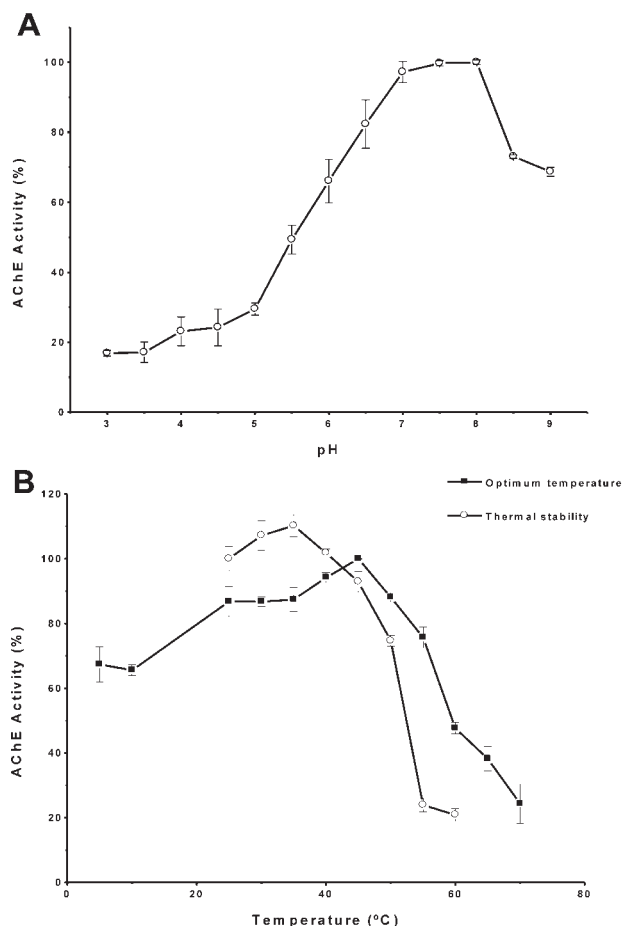 A
AChE Activity (%)
100
80
60
40
20
0
3 4 5 6 7 8 9
pH
B
Optimum temperature
Thermal stability
AChE Activity (%)
120
100
80
60
40
20
0
0 20 40 60 80
Temperature (ºC)